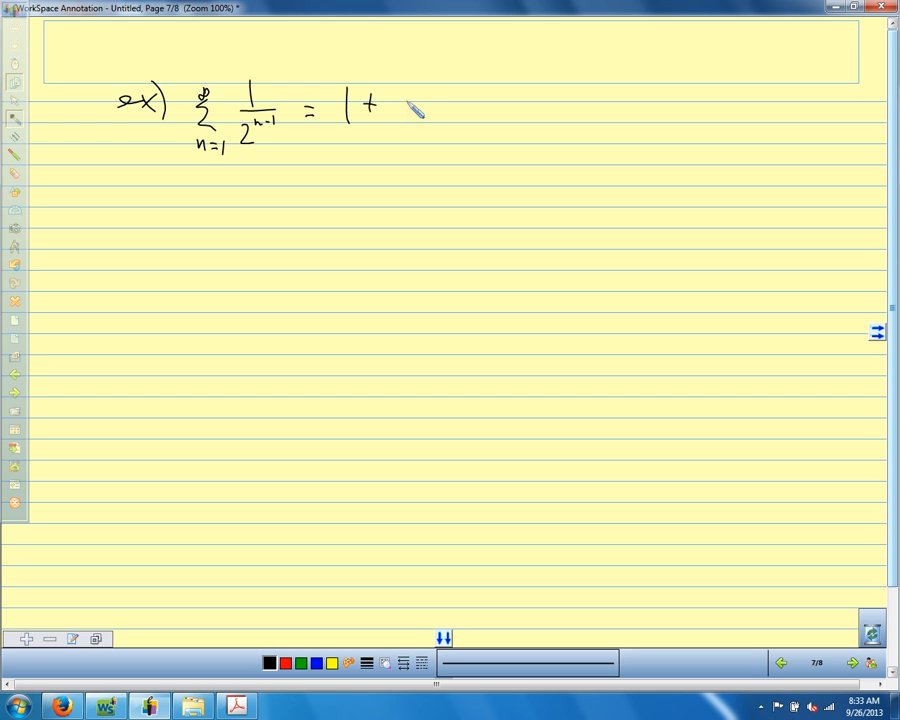 WorkSpace Annotation - Untitled, Page 7/8 (Zoom 100%) *
ex) ∞ ∑ n=1 1/2^(n-1) = 1 +
7/8
8:33 AM
9/26/2013